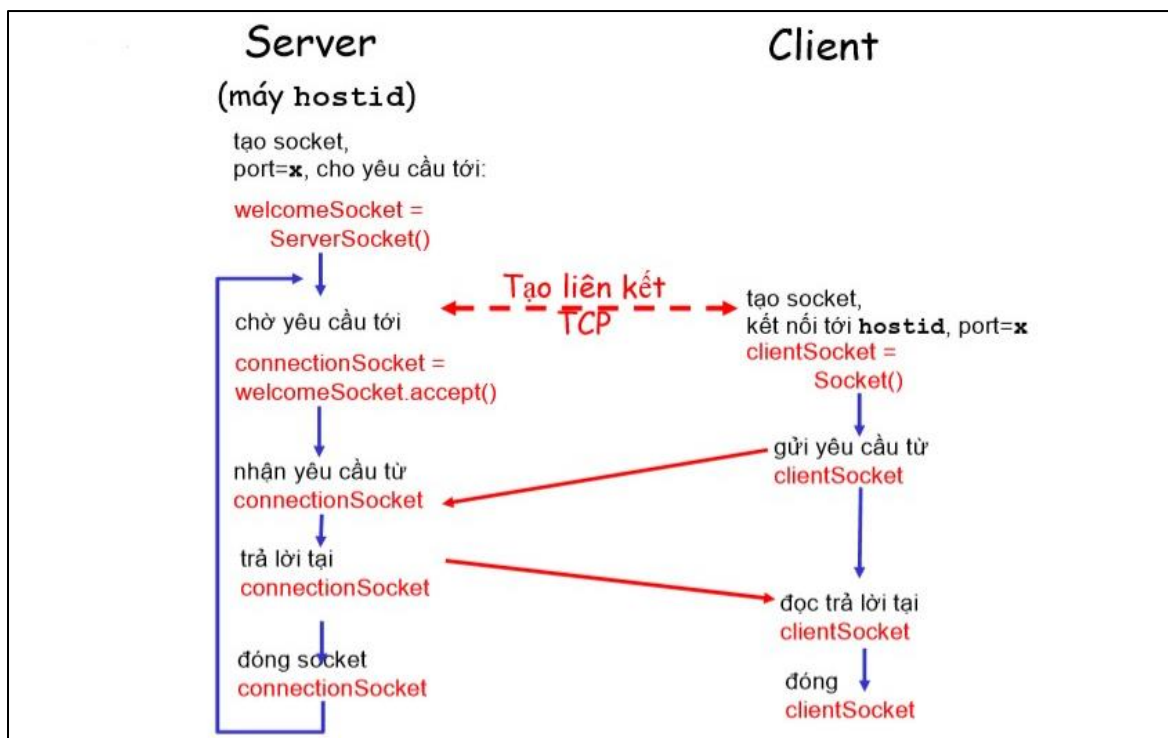 Server
(máy hostid)
tạo socket,
port=x, cho yêu cầu tới:
welcomeSocket =
ServerSocket()
chờ yêu cầu tới
connectionSocket =
welcomeSocket.accept()
nhận yêu cầu từ
connectionSocket
trả lời tại
connectionSocket
đóng socket
connectionSocket
Tạo liên kết
TCP
Client
tạo socket,
kết nối tới hostid, port=x
clientSocket =
Socket()
gửi yêu cầu từ
clientSocket
đọc trả lời tại
clientSocket
đóng
clientSocket